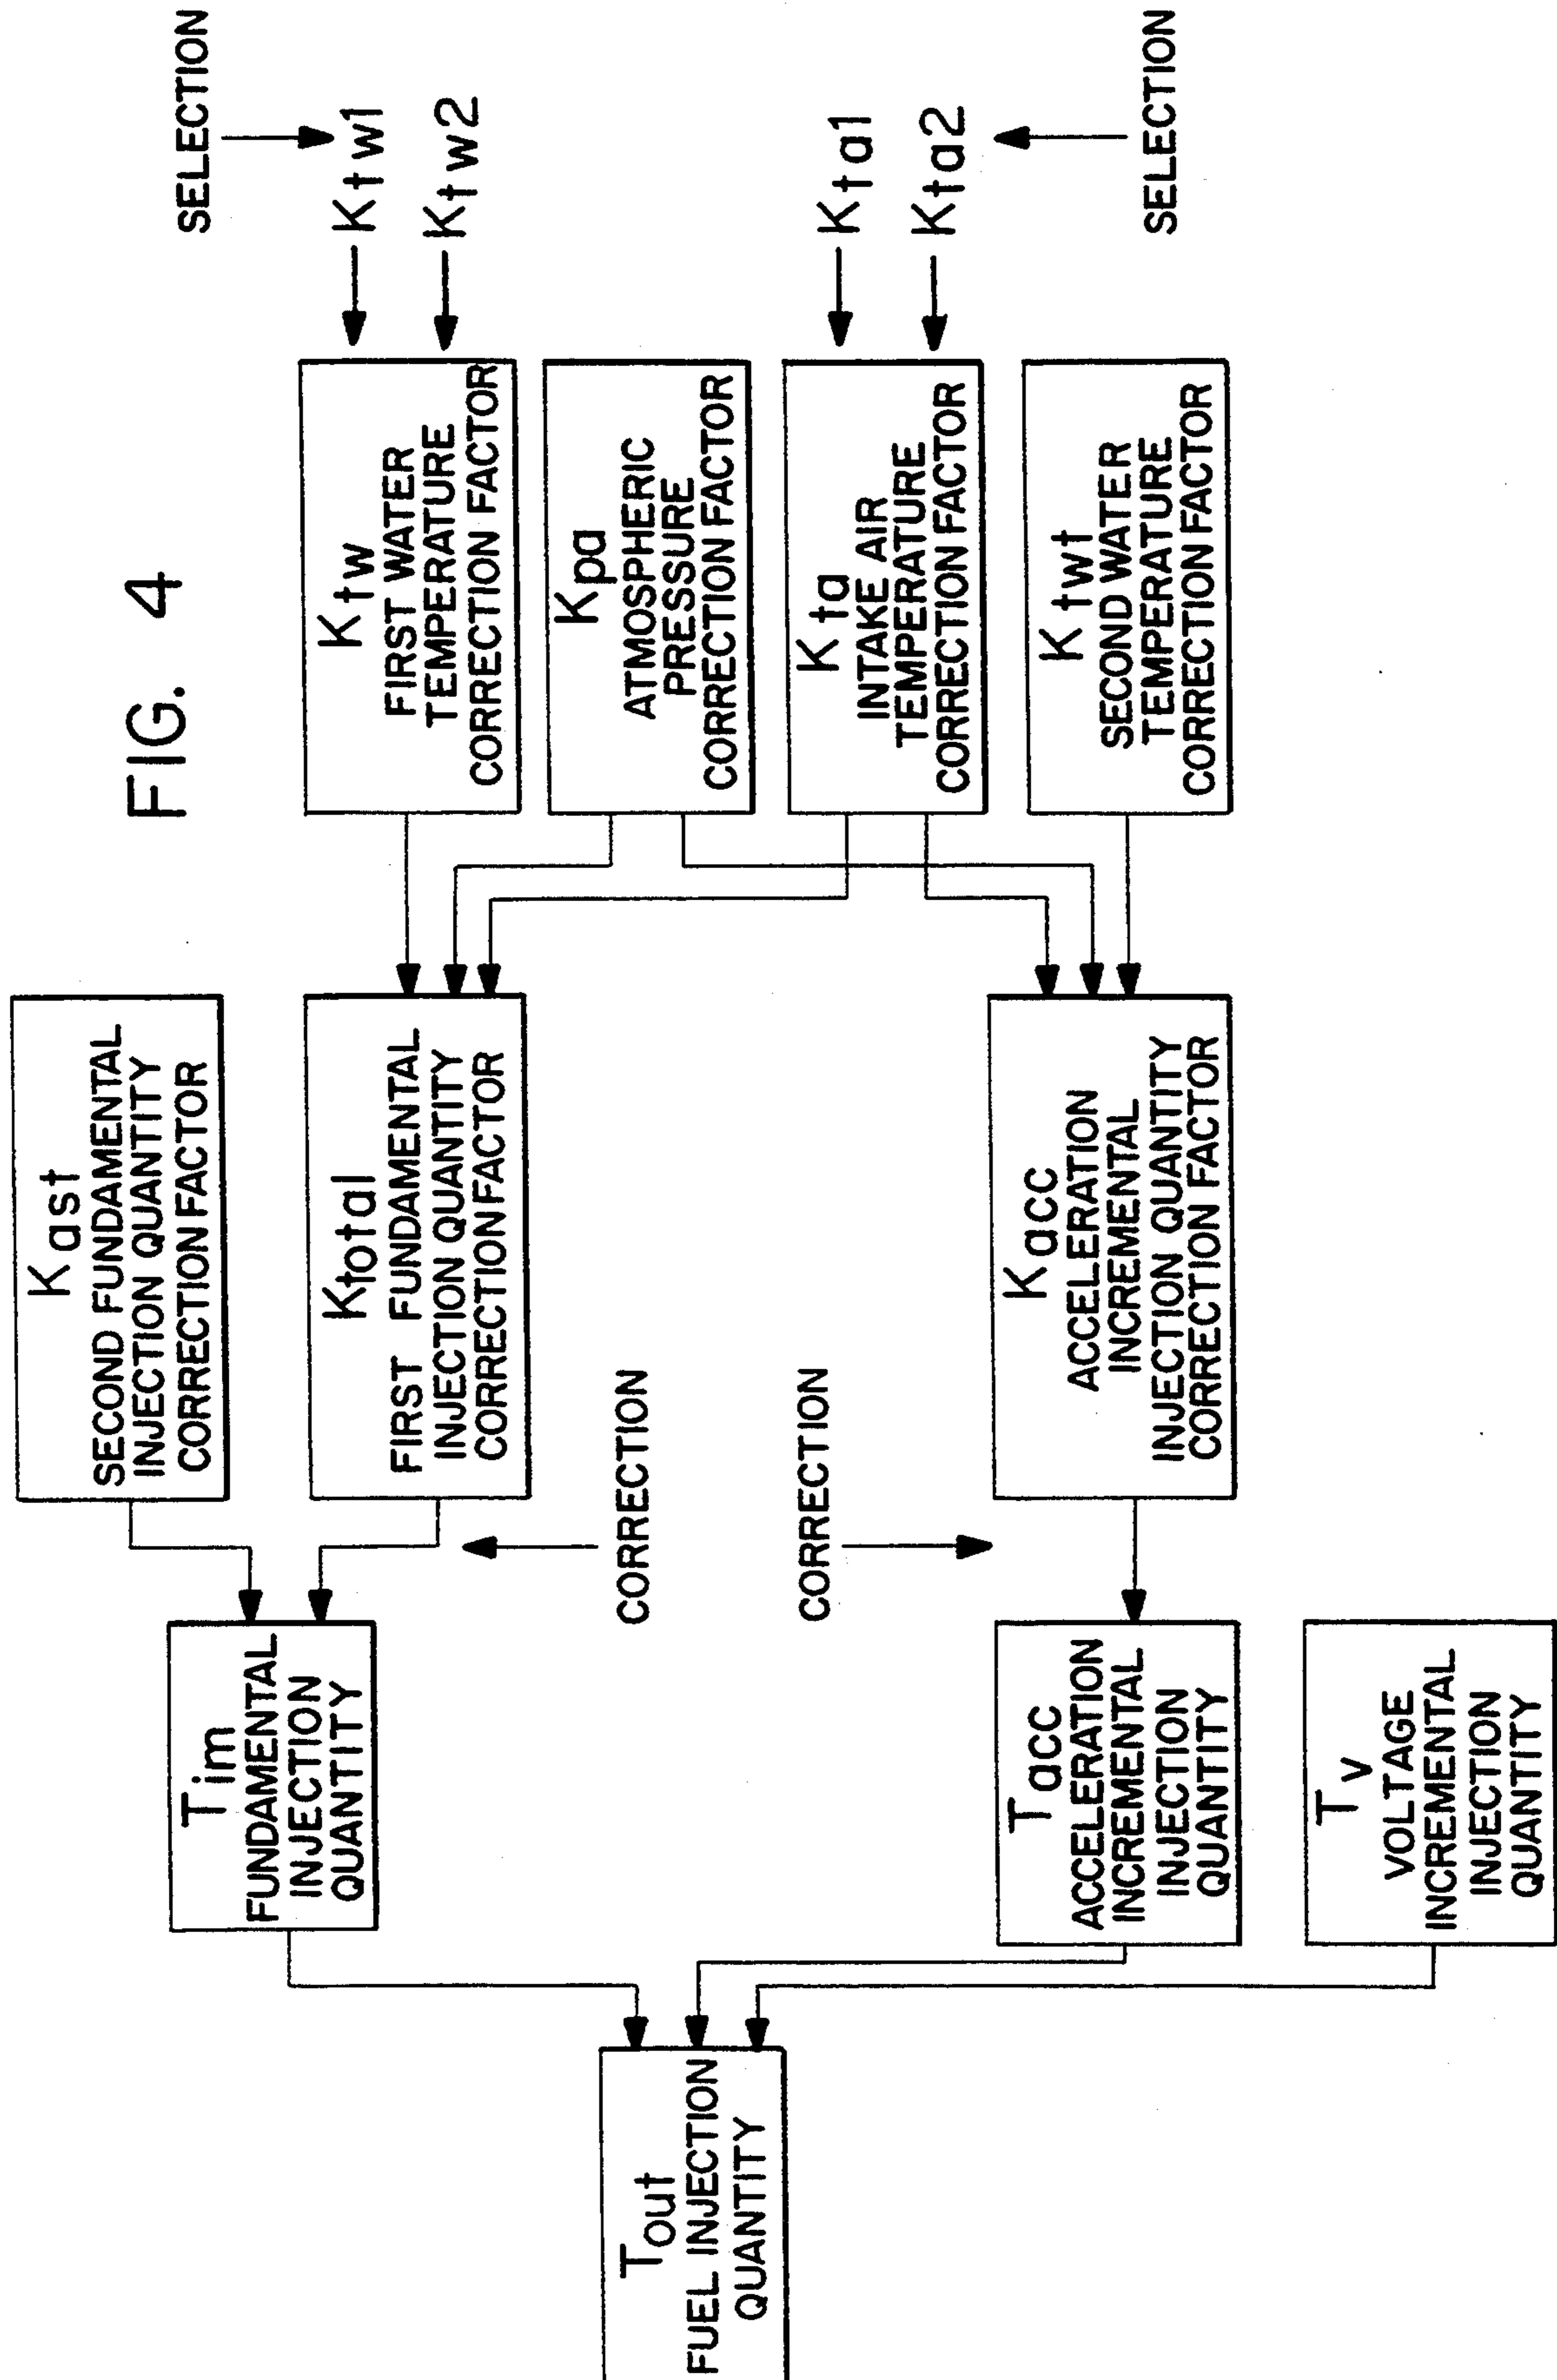 FIG. 4
Tout
FUEL INJECTION
QUANTITY
Tim
FUNDAMENTAL
INJECTION
QUANTITY
Tacc
ACCELERATION
INCREMENTAL
INJECTION
QUANTITY
Tv
VOLTAGE
INCREMENTAL
INJECTION
QUANTITY
CORRECTION
CORRECTION
Kast
SECOND FUNDAMENTAL
INJECTION QUANTITY
CORRECTION FACTOR
Ktotal
FIRST FUNDAMENTAL
INJECTION QUANTITY
CORRECTION FACTOR
Kacc
ACCELERATION
INCREMENTAL
INJECTION QUANTITY
CORRECTION FACTOR
Ktw
FIRST WATER
TEMPERATURE
CORRECTION FACTOR
Kpa
ATMOSPHERIC
PRESSURE
CORRECTION FACTOR
Kta
INTAKE AIR
TEMPERATURE
CORRECTION FACTOR
Ktwt
SECOND WATER
TEMPERATURE
CORRECTION FACTOR
SELECTION
Ktw1
Ktw2
Kta1
Kta2
SELECTION